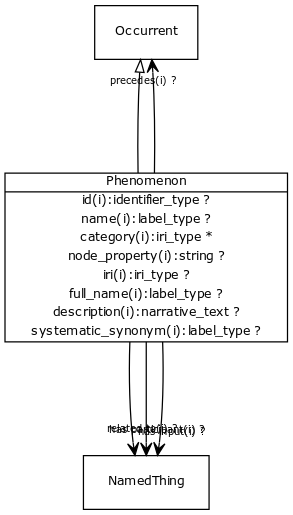 Occurrent
precedes(i) ?
Phenomenon
id(i):identifier_type ?
name(i):label_type ?
category(i):iri_type *
node_property(i):string ?
iri(i):iri_type ?
full_name(i):label_type ?
description(i):narrative_text ?
systematic_synonym(i):label_type ?
NamedThing